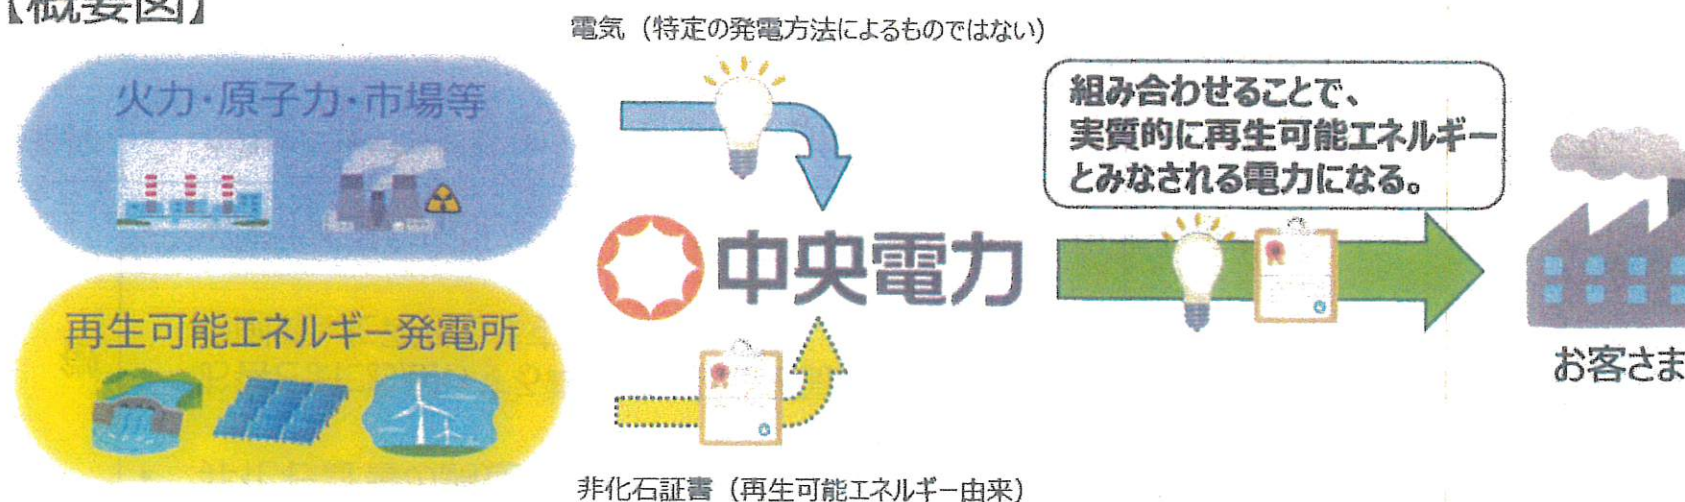 【概要図】
電気（特定の発電方法によるものではない）
火力・原子力・市場等
組み合わせることで、
実質的に再生可能エネルギー
とみなされる電力になる。
中央電力
再生可能エネルギー発電所
お客さま
非化石証書（再生可能エネルギー由来）